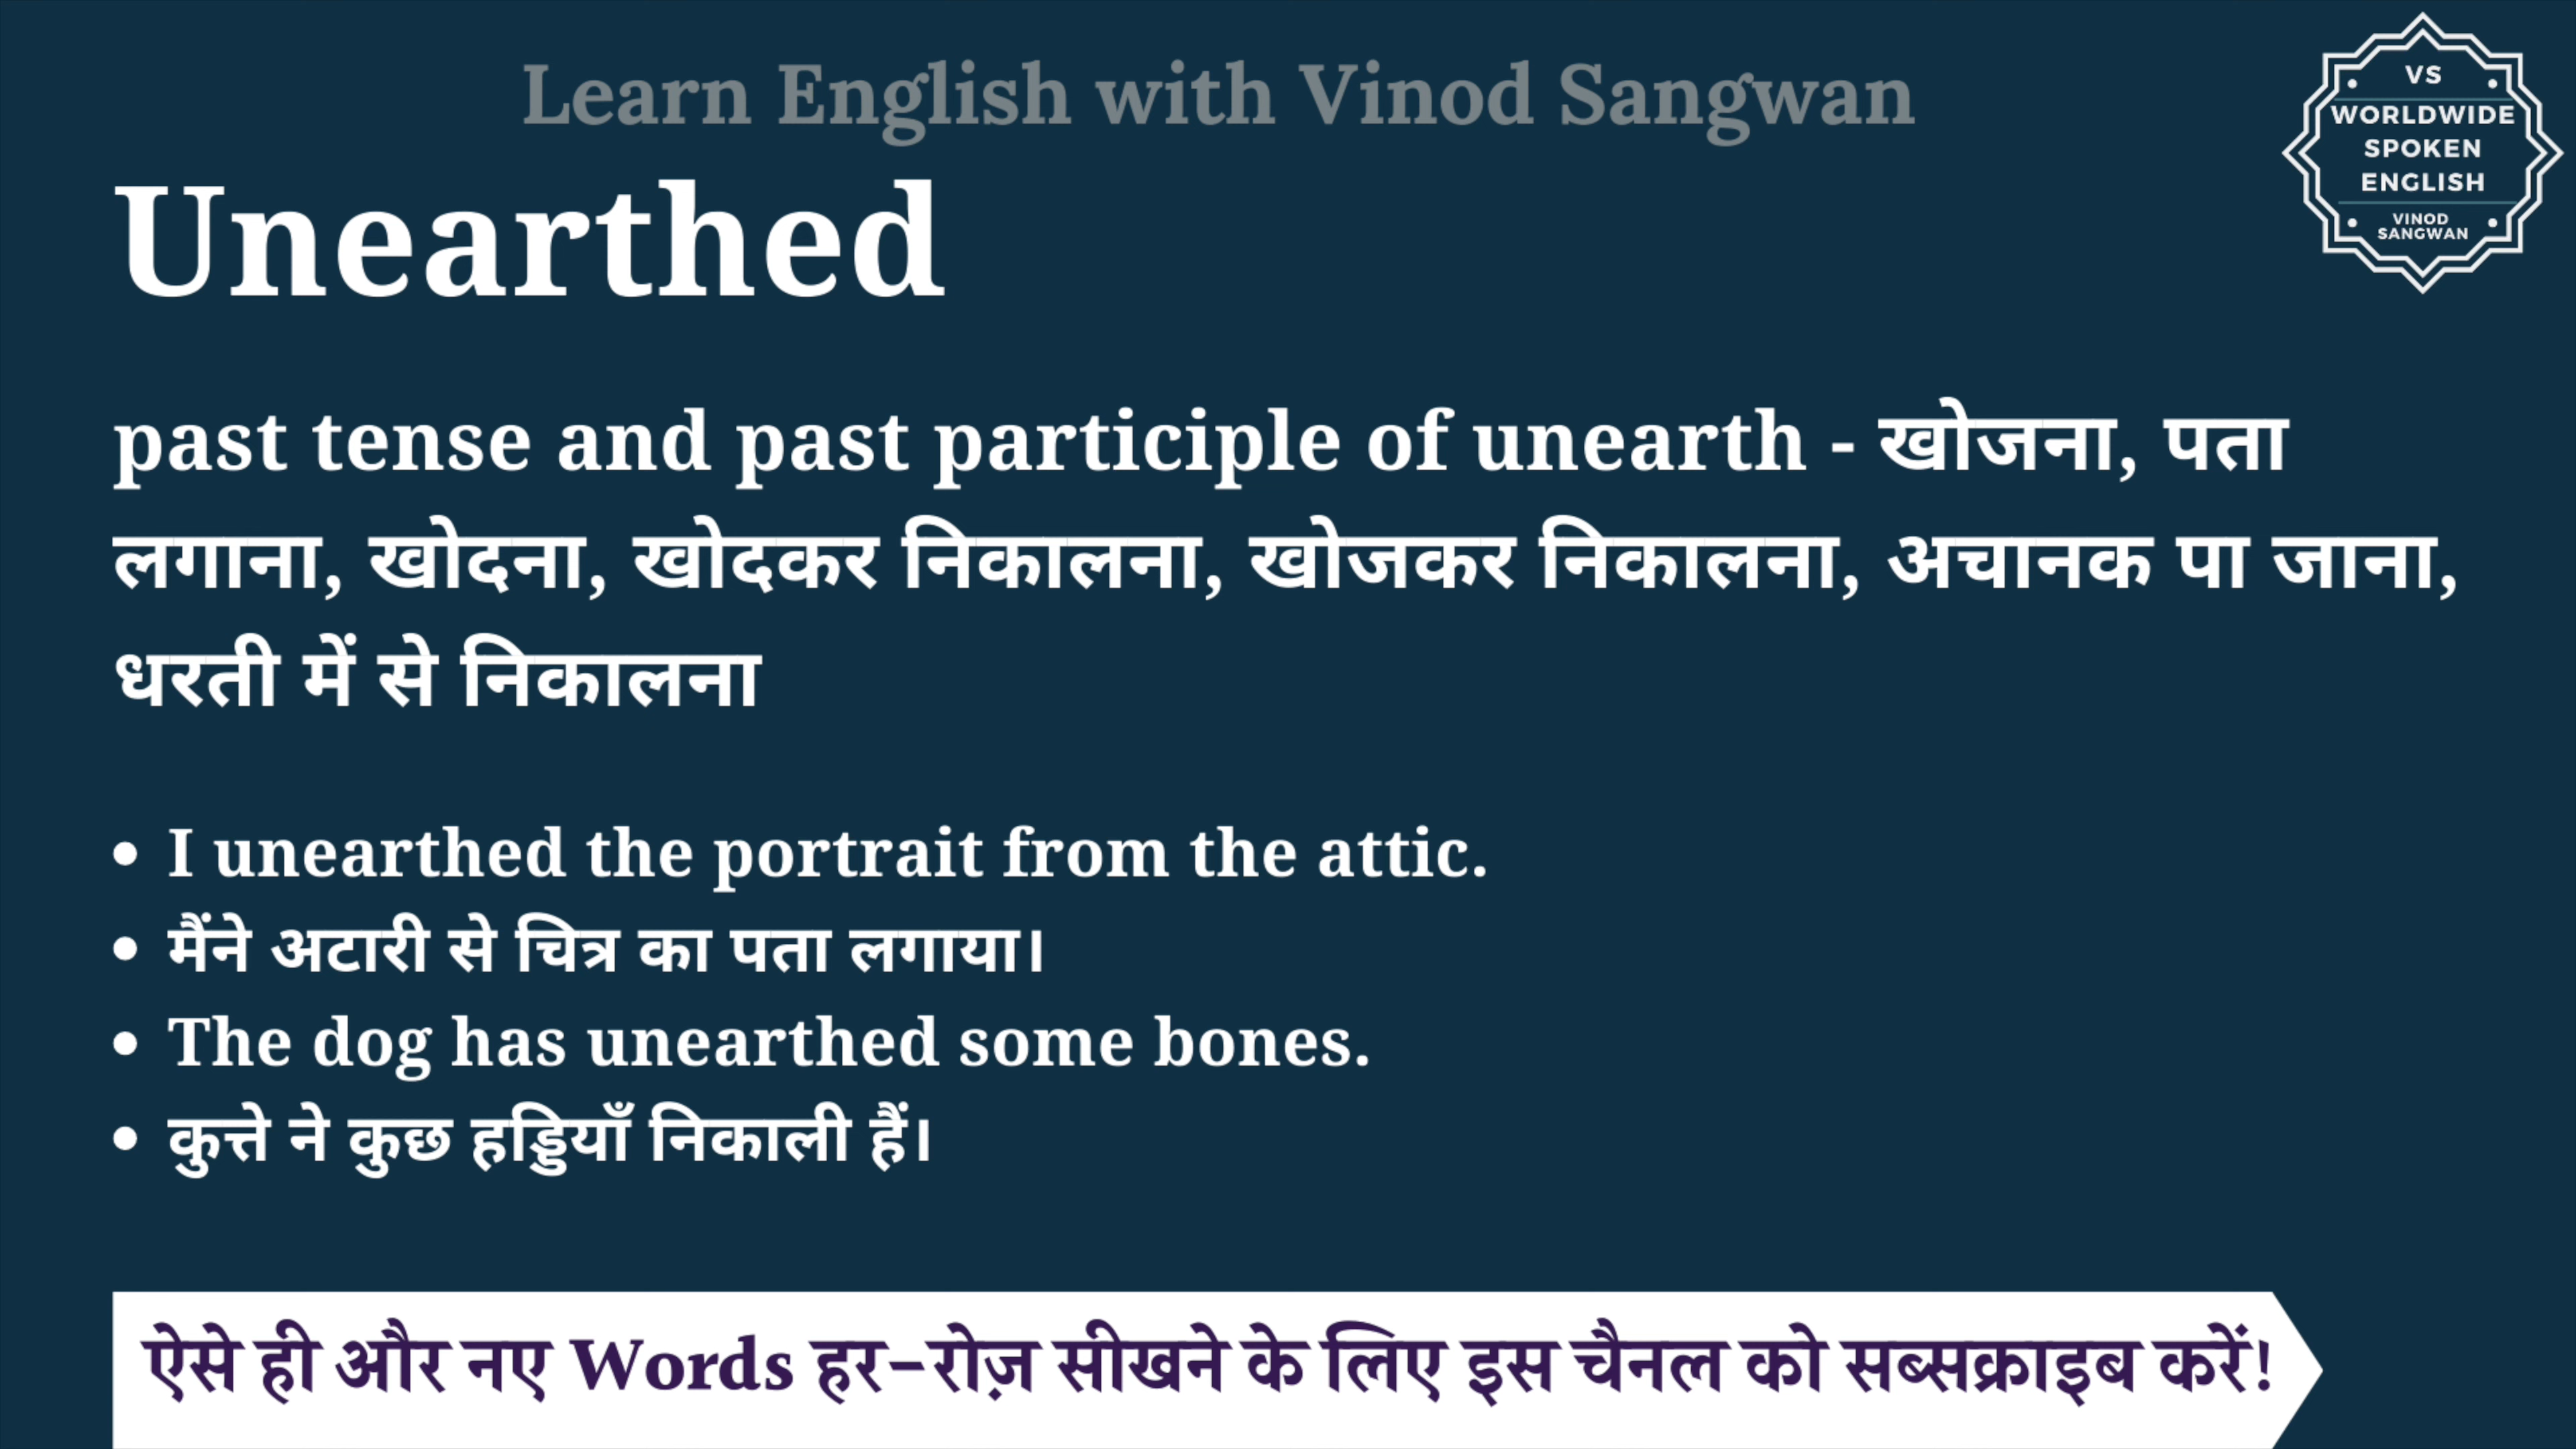 Learn English with Vinod Sangwan
VS
WORLDWIDE
SPOKEN
ENGLISH
VINOD
SANGWAN
Unearthed
past tense and past participle of unearth - खोजना, पता
लगाना, खोदना, खोदकर निकालना, खोजकर निकालना, अचानक पा जाना,
धरती में से निकालना
• I unearthed the portrait from the attic.
• मैंने अटारी से चित्र का पता लगाया।
• The dog has unearthed some bones.
• कुत्ते ने कुछ हड्डियाँ निकाली हैं।
ऐसे ही और नए Words हर-रोज़ सीखने के लिए इस चैनल को सब्सक्राइब करें!